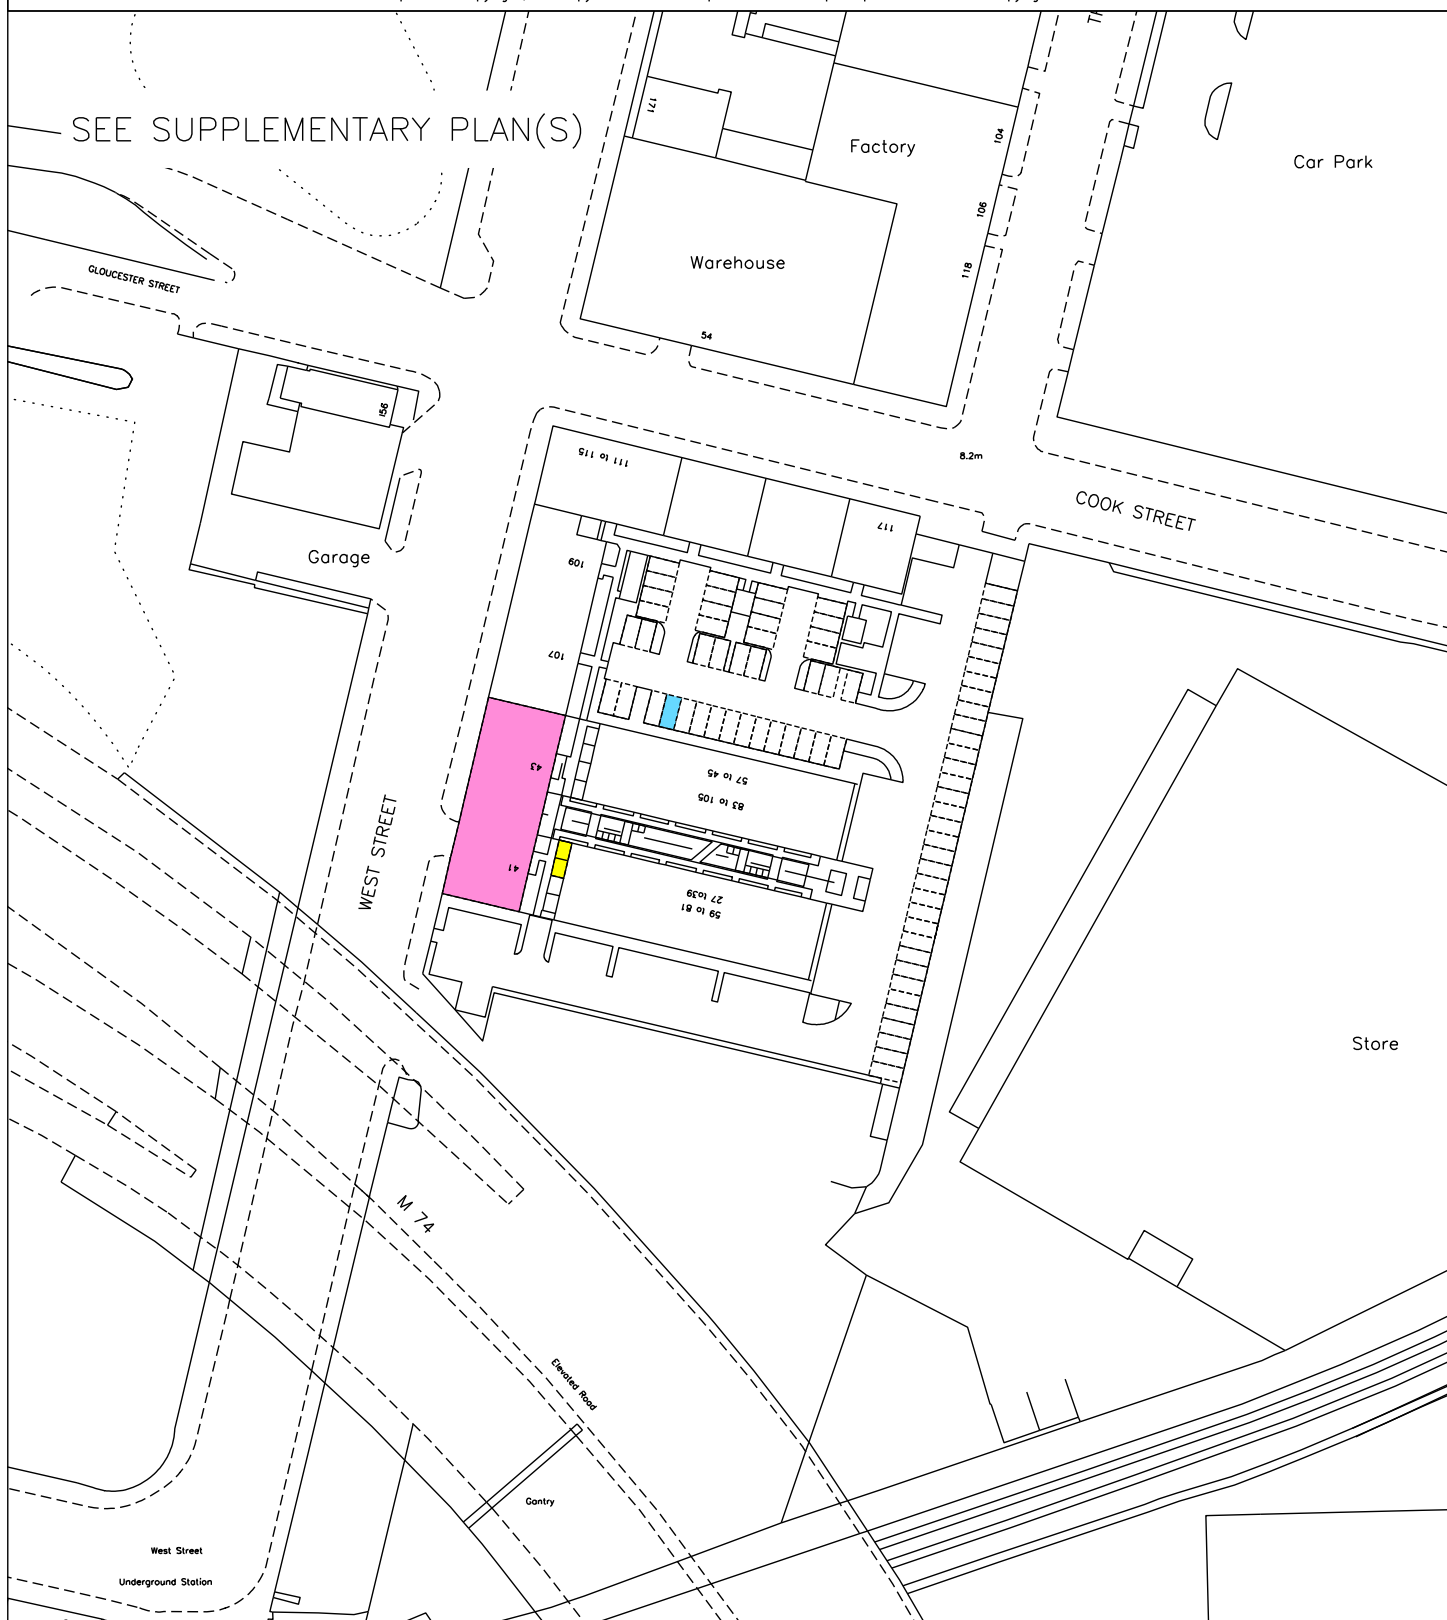 SEE SUPPLEMENTARY PLAN(S)
171
Factory
104
Car Park
106
118
Warehouse
GLOUCESTER STREET
54
156
8.2m
111 to 115
117
COOK STREET
Garage
109
107
43
57 to 45
83 to 105
WEST STREET
41
27 to39
59 to 81
Store
M 74
Elevated Road
Gantry
West Street
Underground Station